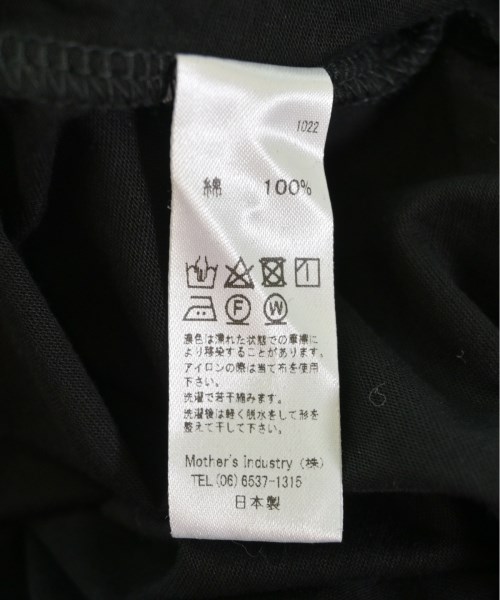 1022
綿 100%
F W
濃色は濡れた状態での摩擦に
より移染することがあります。
アイロンの際は当て布を使用
下さい。
洗濯で若干縮みます。
洗濯後は軽く脱水をして形を
整えて干して下さい。
Mother's Industry (株)
TEL(06)6537-1315
日本製